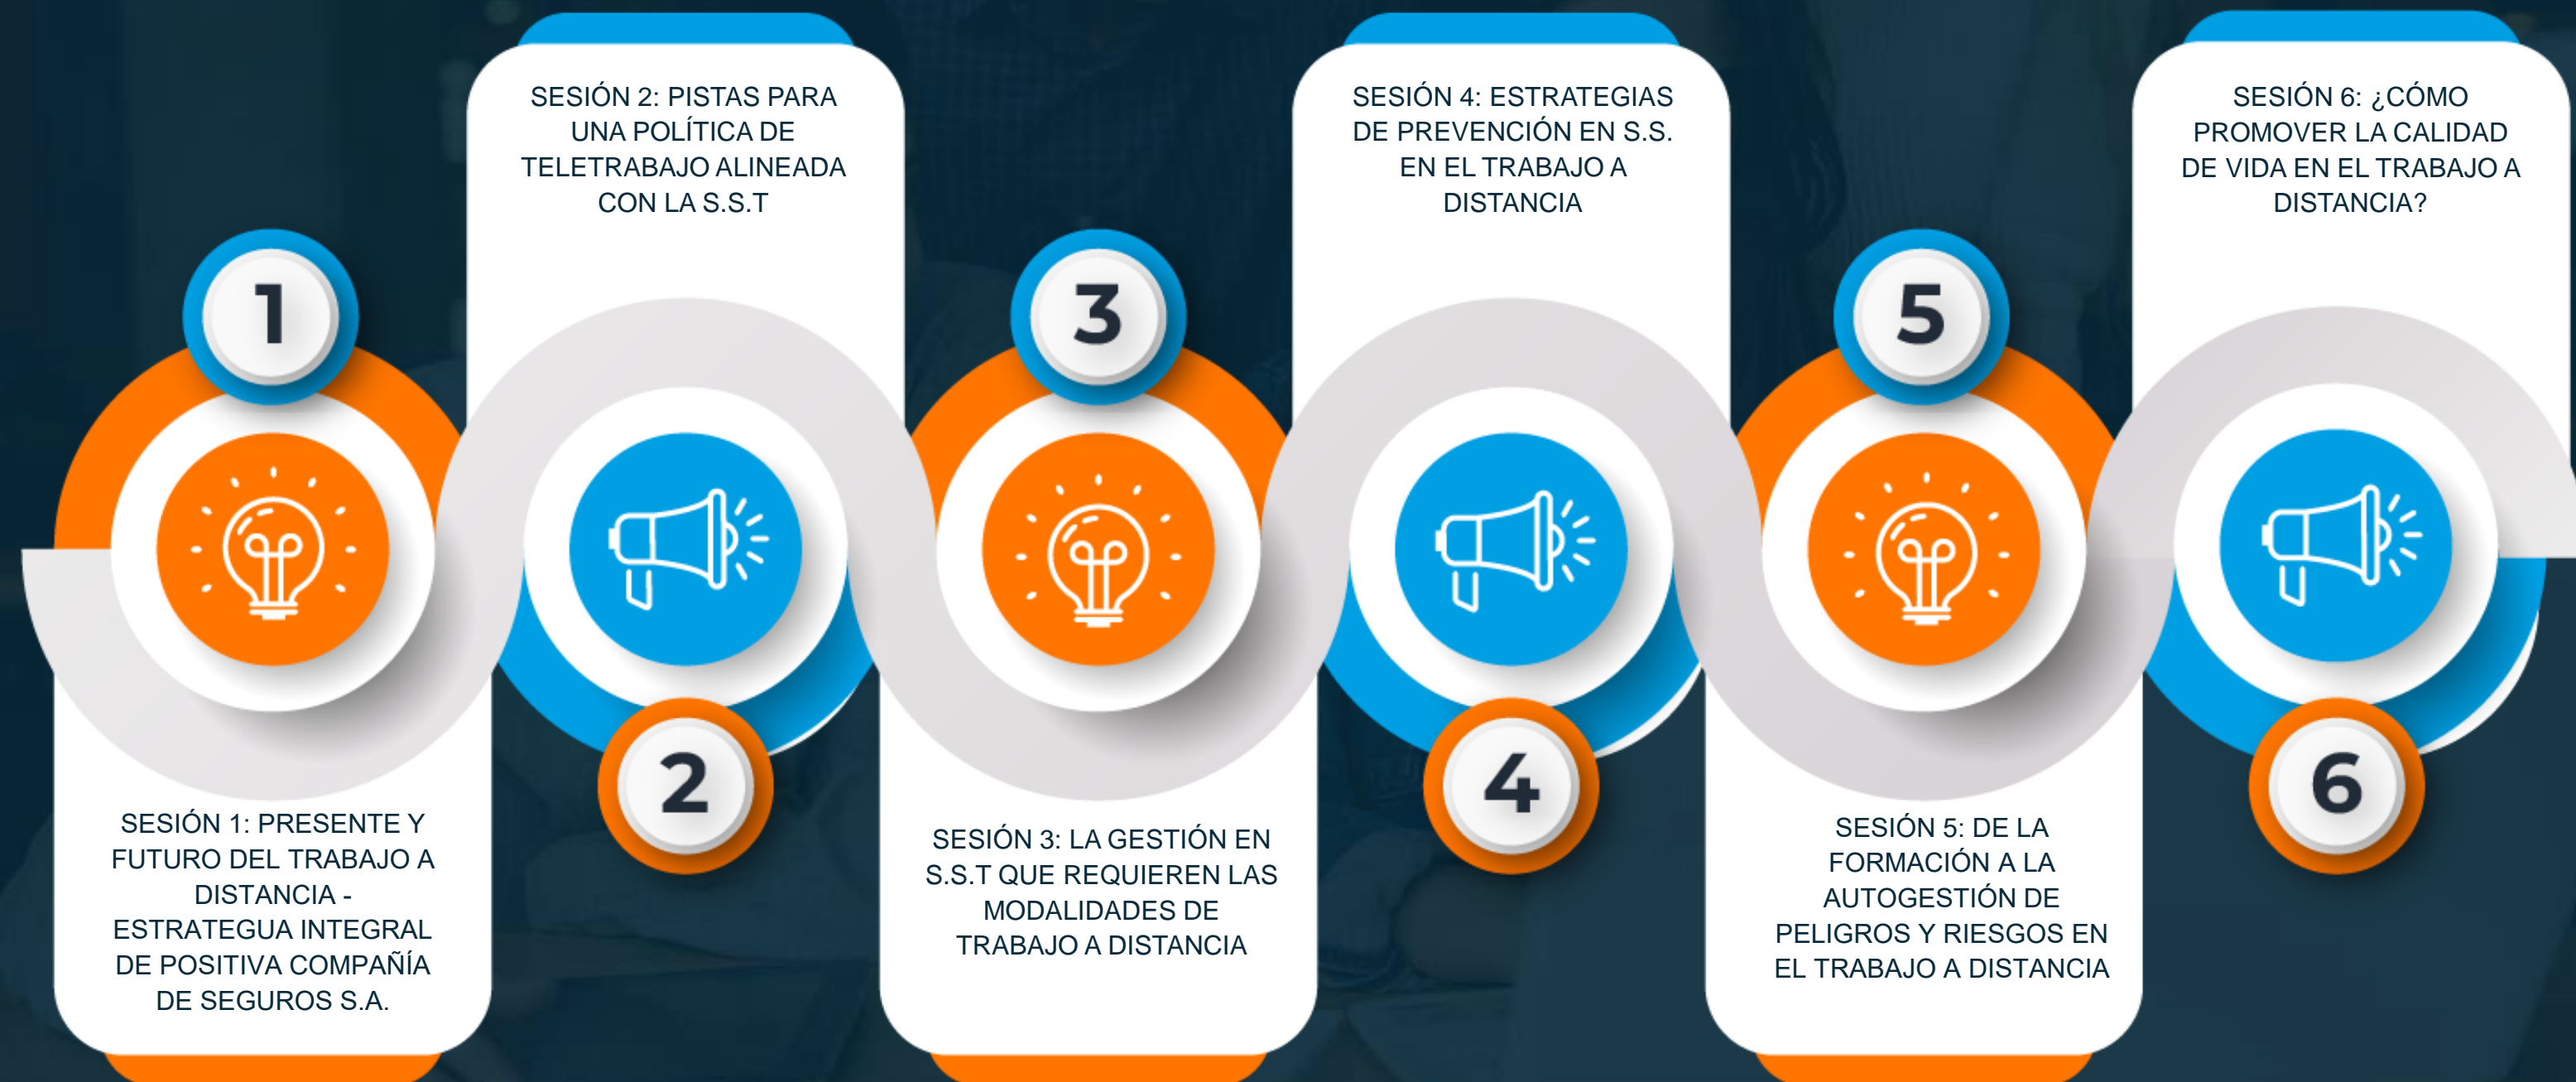 1
SESIÓN 1: PRESENTE Y
FUTURO DEL TRABAJO A
DISTANCIA -
ESTRATEGUA INTEGRAL
DE POSITIVA COMPAÑÍA
DE SEGUROS S.A.
SESIÓN 2: PISTAS PARA
UNA POLÍTICA DE
TELETRABAJO ALINEADA
CON LA S.S.T
2
3
SESIÓN 3: LA GESTIÓN EN
S.S.T QUE REQUIEREN LAS
MODALIDADES DE
TRABAJO A DISTANCIA
SESIÓN 4: ESTRATEGIAS
DE PREVENCIÓN EN S.S.
EN EL TRABAJO A
DISTANCIA
4
5
SESIÓN 5: DE LA
FORMACIÓN A LA
AUTOGESTIÓN DE
PELIGROS Y RIESGOS EN
EL TRABAJO A DISTANCIA
SESIÓN 6: ¿CÓMO
PROMOVER LA CALIDAD
DE VIDA EN EL TRABAJO A
DISTANCIA?
6